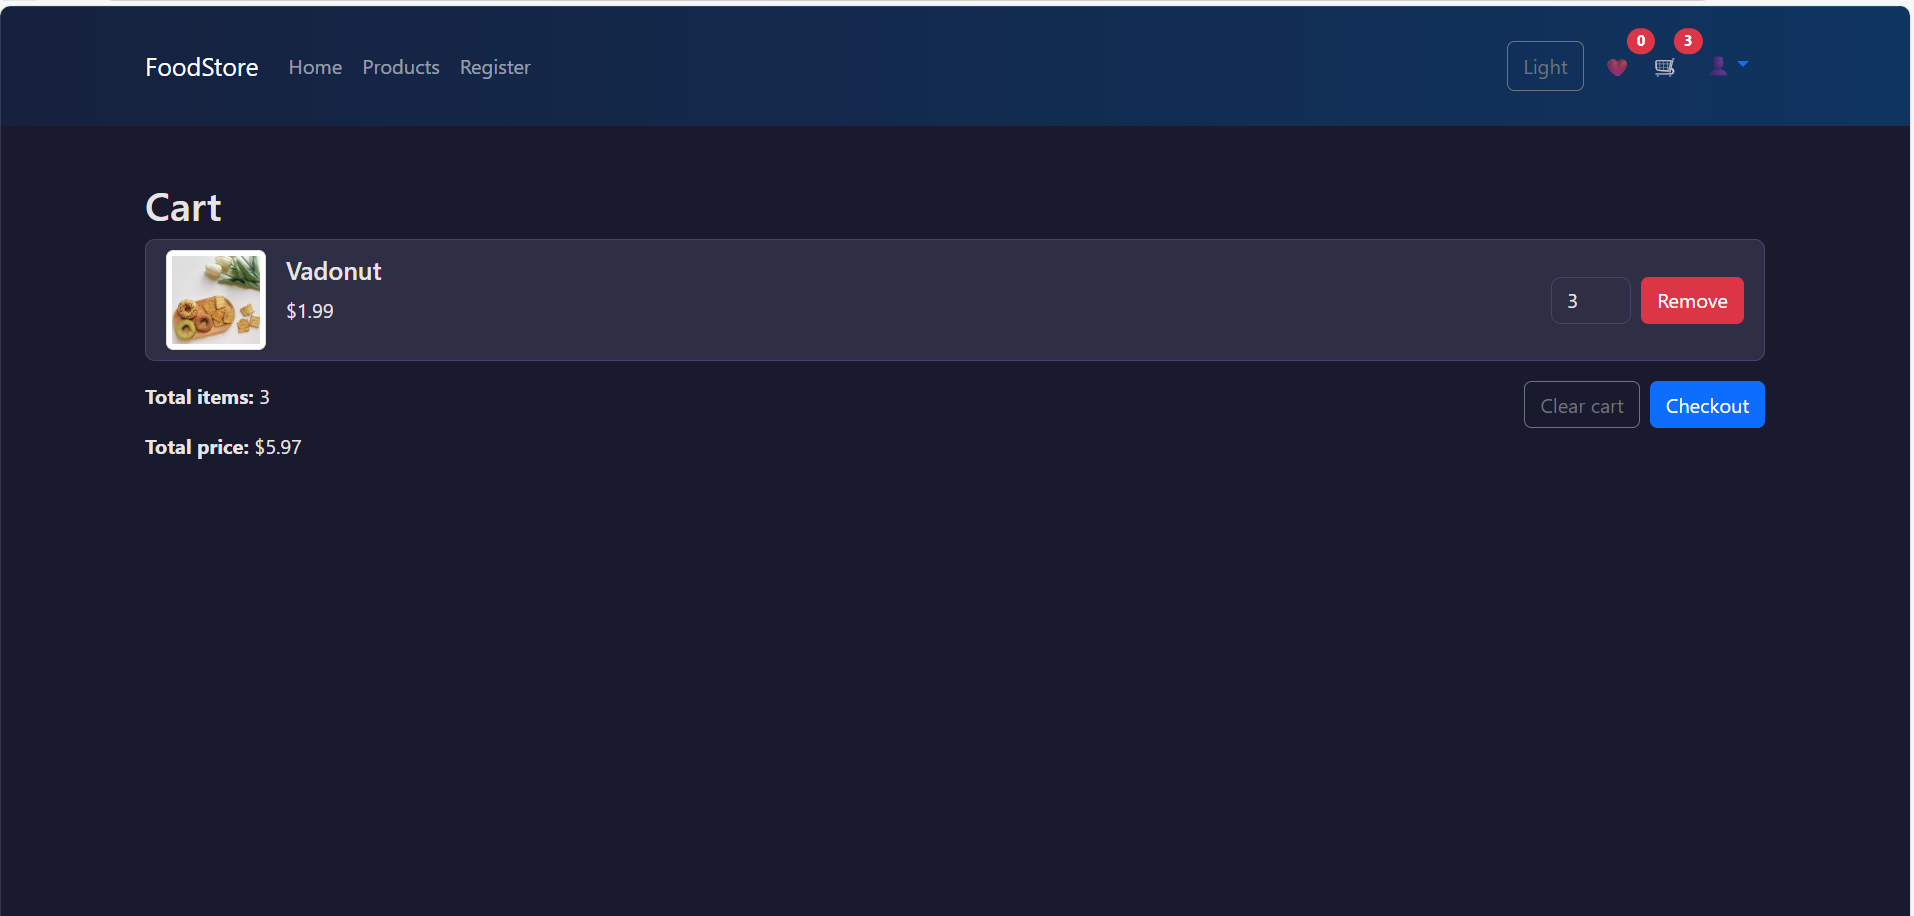 FoodStore Home Products Register Light 0 3
Cart
Vadonut
$1.99
3 Remove
Total items: 3
Clear cart Checkout
Total price: $5.97